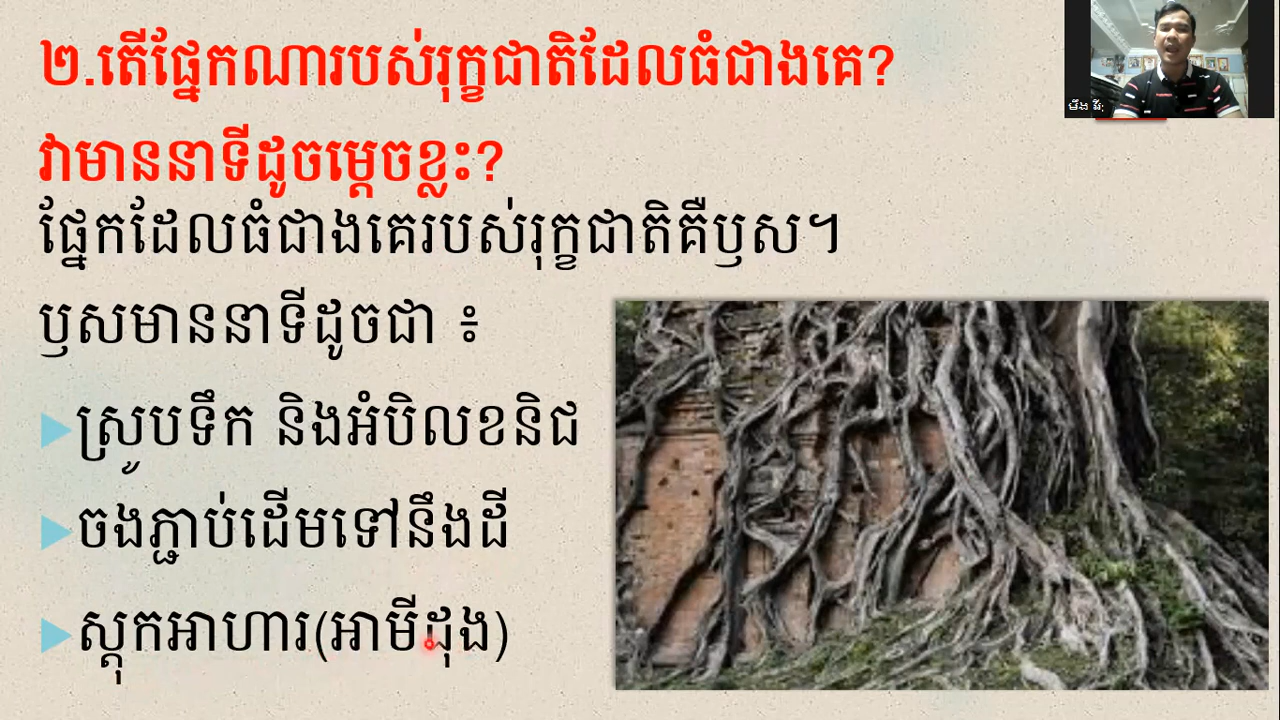 ២.តើផ្នែកណារបស់រុក្ខជាតិដែលធំជាងគេ?
វាមាននាទីដូចម្ដេចខ្លះ?
ផ្នែកដែលធំជាងគេរបស់រុក្ខជាតិគឺឫស។
ឫសមាននាទីដូចជា ៖
ស្រូបទឹក និងអំបិលខនិជ
ចងភ្ជាប់ដើមទៅនឹងដី
ស្តុកអាហារ(អាមីដុង)